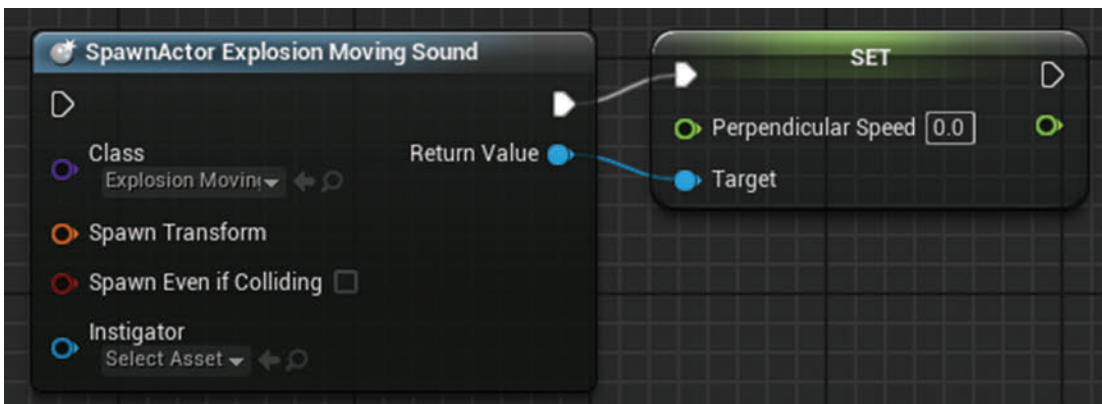 SpawnActor Explosion Moving Sound
SET
Class
Explosion Moving
Return Value
Perpendicular Speed 0.0
Target
Spawn Transform
Spawn Even if Colliding
Instigator
Select Asset